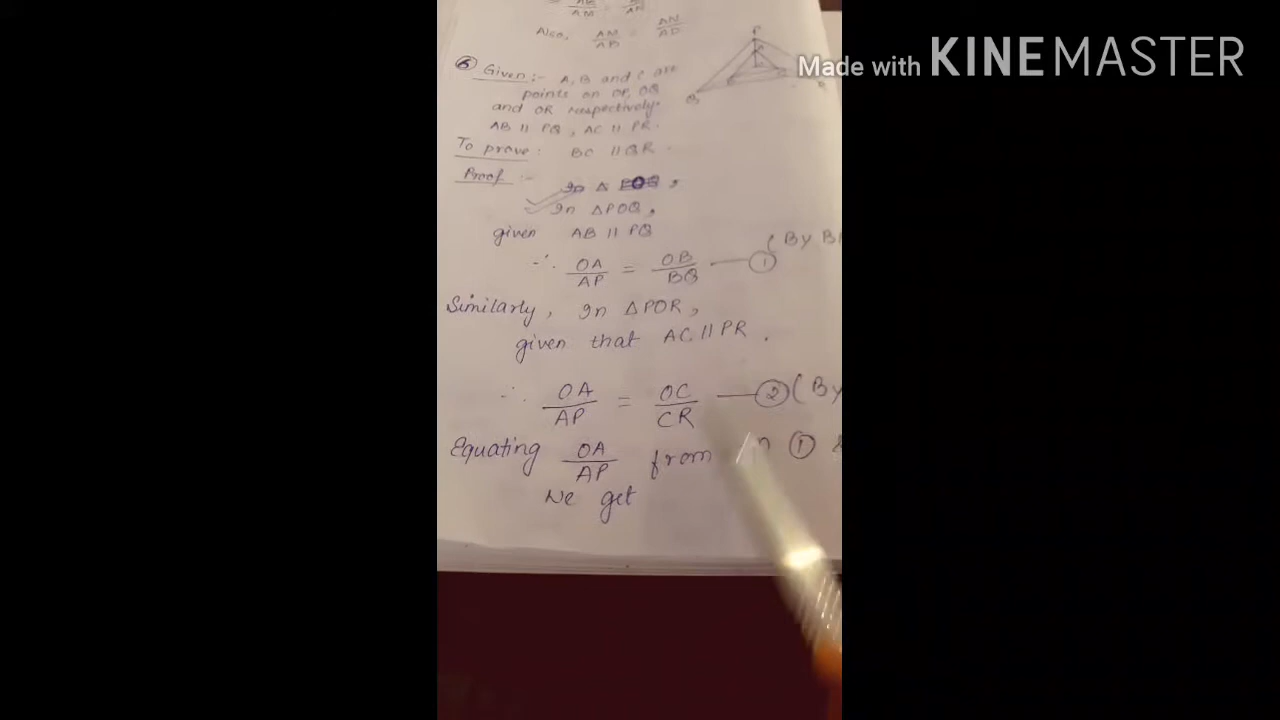 Made with KINEMASTER
Also, AM/AB = AN/AD
6 Given:- A, B and C are
points on OP, OQ
and OR respectively.
AB || PQ, AC || PR.
To prove: BC || QR.
Proof :-
In Δ
In ΔPOQ,
given AB || PQ
∴ OA/AP = OB/BQ — 1 (By
Similarly, In ΔPOR,
given that AC || PR.
∴ OA/AP = OC/CR — 2 (By
Equating OA/AP from 1
We get